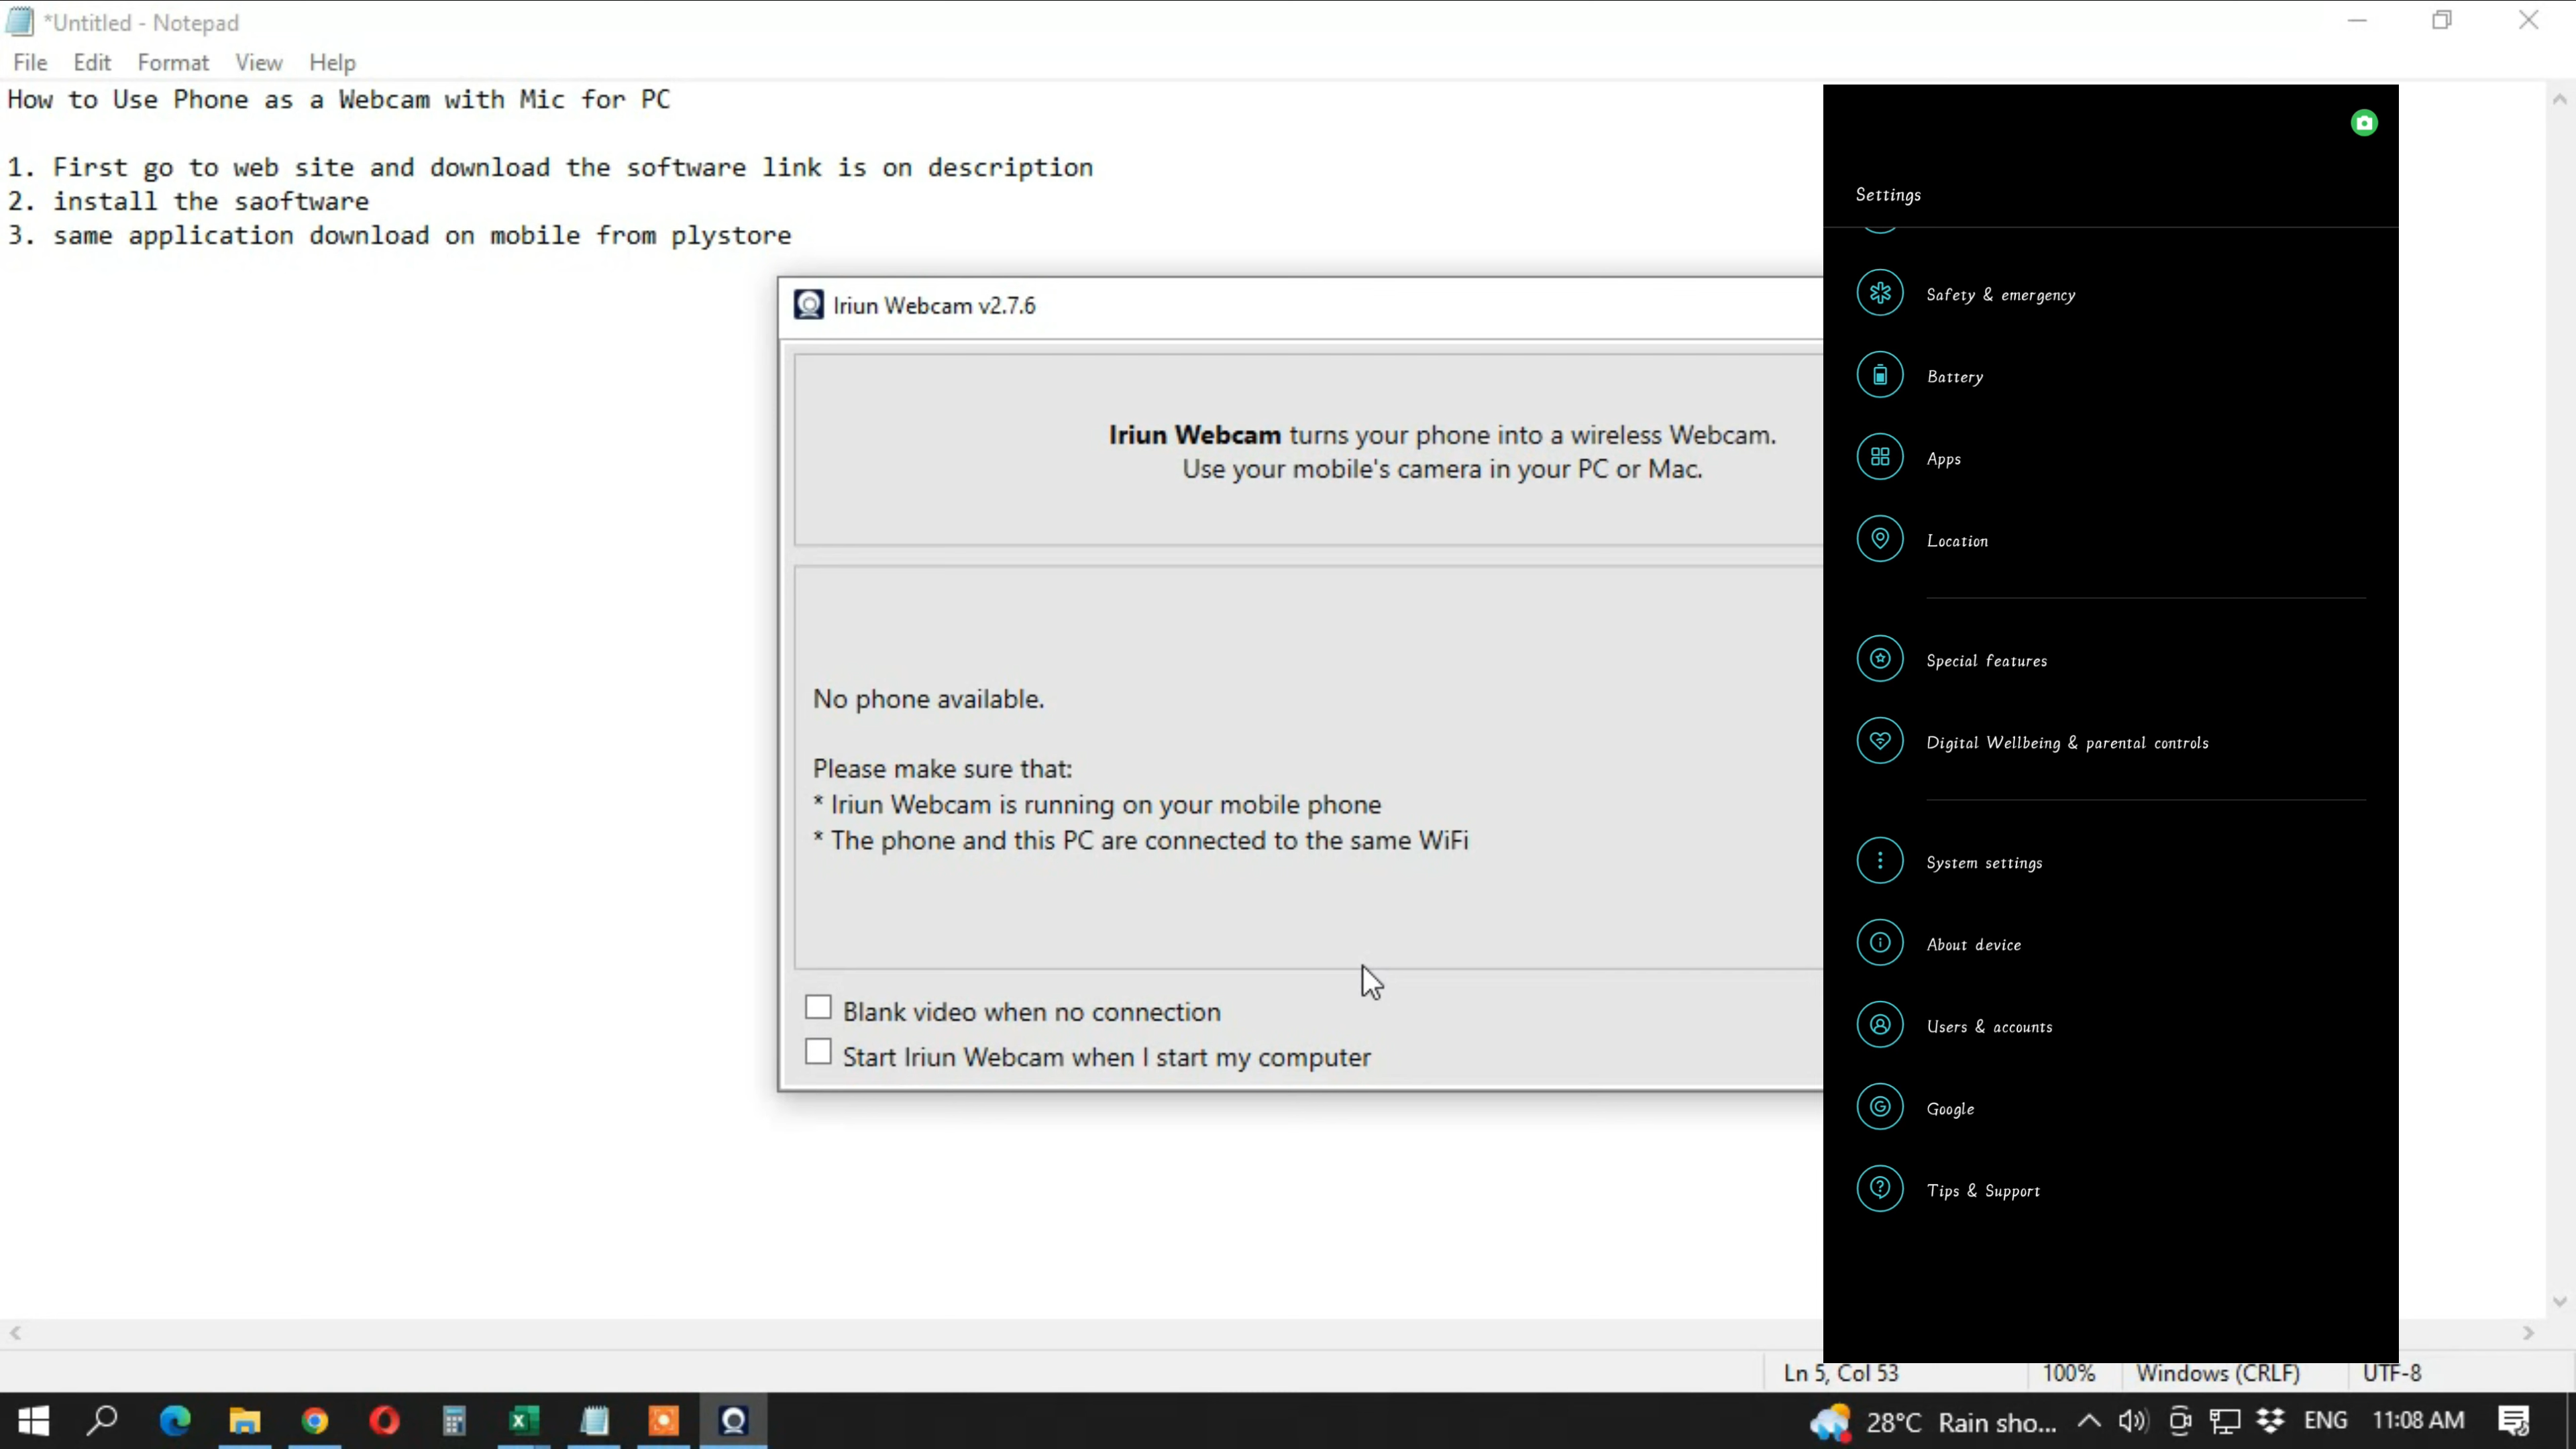 *Untitled - Notepad
File Edit Format View Help
How to Use Phone as a Webcam with Mic for PC
1. First go to web site and download the software link is on description
2. install the saoftware
3. same application download on mobile from plystore
Iriun Webcam v2.7.6
Iriun Webcam turns your phone into a wireless Webcam.
Use your mobile's camera in your PC or Mac.
No phone available.
Please make sure that:
* Iriun Webcam is running on your mobile phone
* The phone and this PC are connected to the same WiFi
Blank video when no connection
Start Iriun Webcam when I start my computer
Settings
Safety & emergency
Battery
Apps
Location
Special features
Digital Wellbeing & parental controls
System settings
About device
Users & accounts
Google
Tips & Support
Ln 5, Col 53 100% Windows (CRLF) UTF-8
28°C Rain sho... ENG 11:08 AM